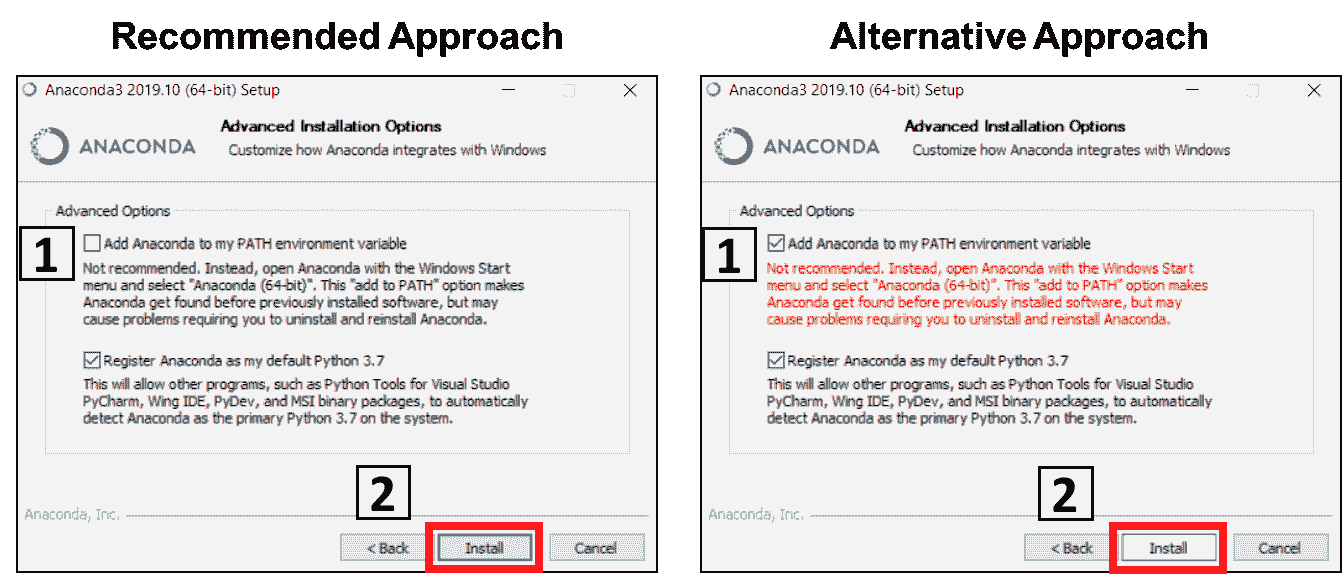 Recommended Approach
Anaconda3 2019.10 (64-bit) Setup
ANACONDA
Advanced Installation Options
Customize how Anaconda integrates with Windows
Advanced Options
1
Add Anaconda to my PATH environment variable
Not recommended. Instead, open Anaconda with the Windows Start
menu and select "Anaconda (64-bit)". This "add to PATH" option makes
Anaconda get found before previously installed software, but may
cause problems requiring you to uninstall and reinstall Anaconda.
Register Anaconda as my default Python 3.7
This will allow other programs, such as Python Tools for Visual Studio
PyCharm, Wing IDE, PyDev, and MSI binary packages, to automatically
detect Anaconda as the primary Python 3.7 on the system.
2
Anaconda, Inc.
< Back Install Cancel
Alternative Approach
Anaconda3 2019.10 (64-bit) Setup
ANACONDA
Advanced Installation Options
Customize how Anaconda integrates with Windows
Advanced Options
1
Add Anaconda to my PATH environment variable
Not recommended. Instead, open Anaconda with the Windows Start
menu and select "Anaconda (64-bit)". This "add to PATH" option makes
Anaconda get found before previously installed software, but may
cause problems requiring you to uninstall and reinstall Anaconda.
Register Anaconda as my default Python 3.7
This will allow other programs, such as Python Tools for Visual Studio
PyCharm, Wing IDE, PyDev, and MSI binary packages, to automatically
detect Anaconda as the primary Python 3.7 on the system.
2
Anaconda, Inc.
< Back Install Cancel